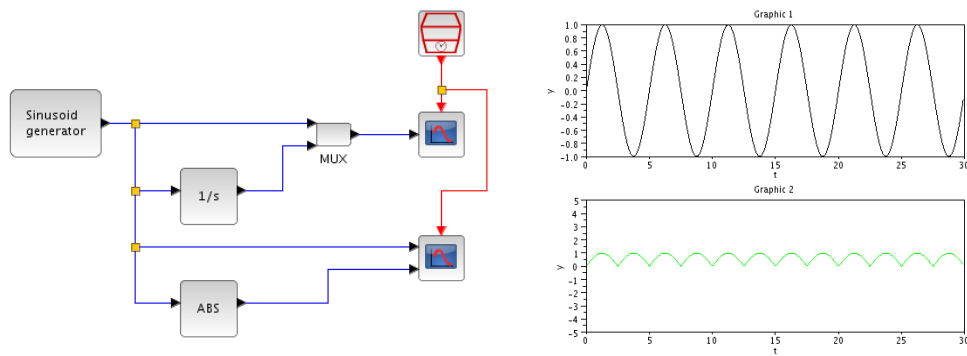 Sinusoid
generator
MUX
1/s
ABS
Graphic 1
1.0
0.8
0.6
0.4
0.2
0.0
-0.2
-0.4
-0.6
-0.8
-1.0
y
0 5 10 15 20 25 30
t
Graphic 2
5
4
3
2
1
0
-1
-2
-3
-4
-5
y
0 5 10 15 20 25 30
t